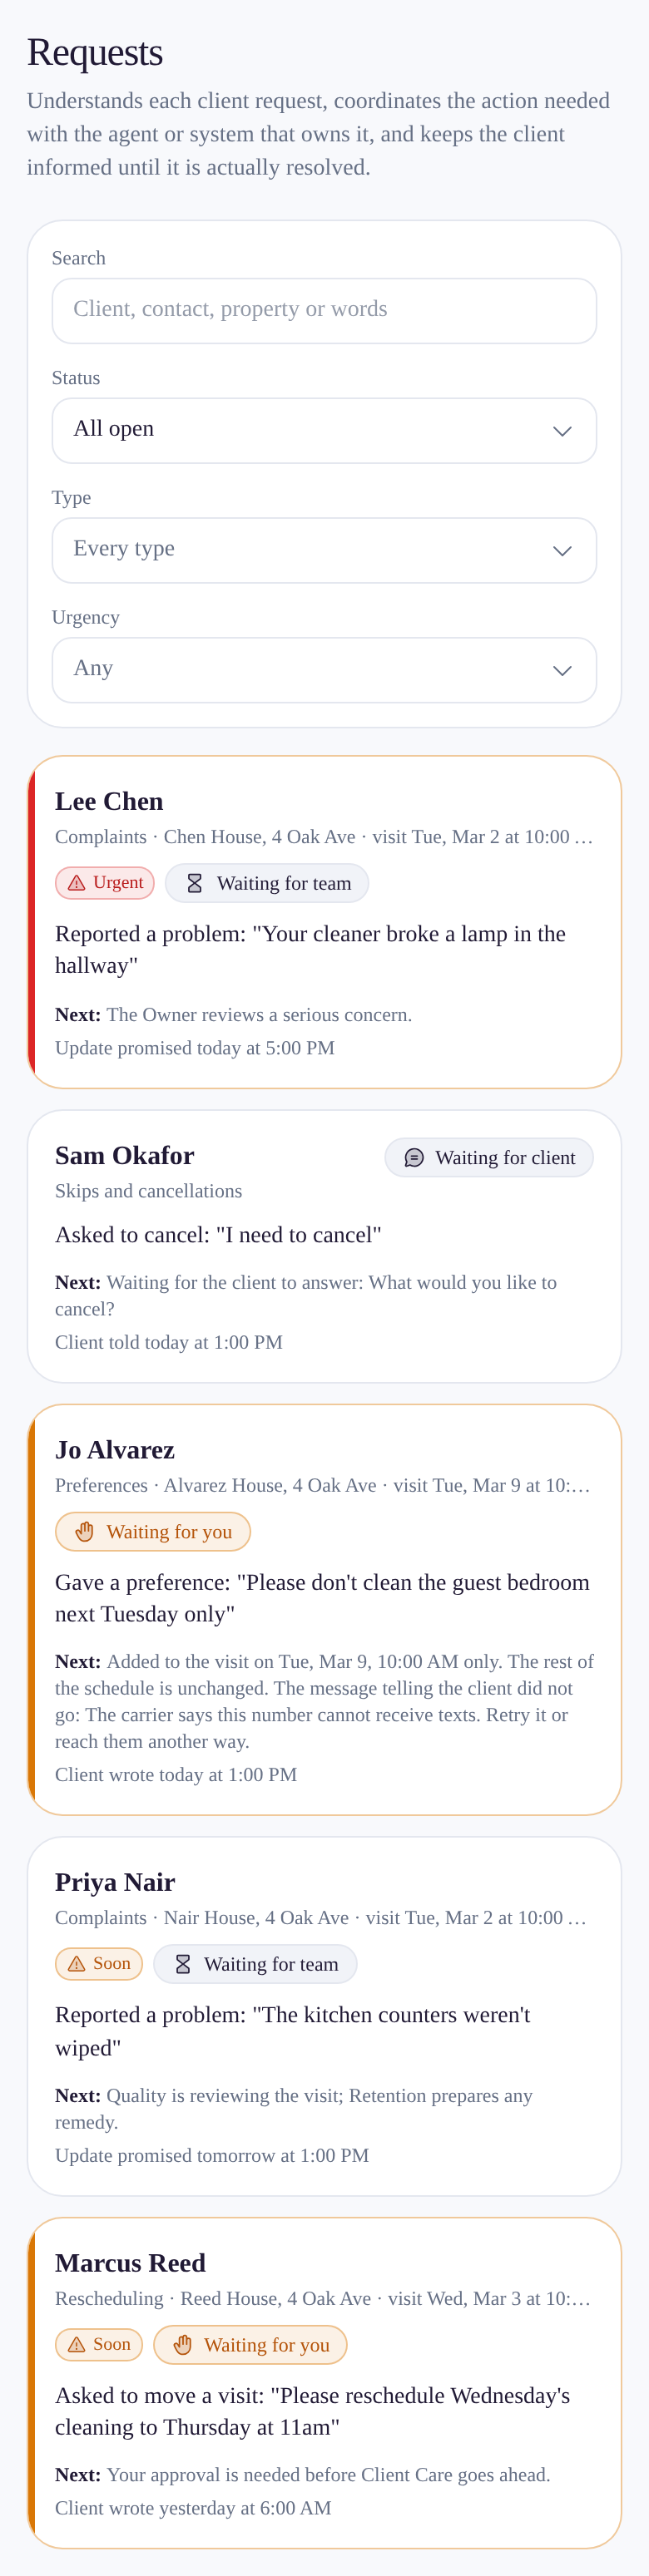 Requests
Understands each client request, coordinates the action needed
with the agent or system that owns it, and keeps the client
informed until it is actually resolved.
Search
Client, contact, property or words
Status
All open
Type
Every type
Urgency
Any
Lee Chen
Complaints · Chen House, 4 Oak Ave · visit Tue, Mar 2 at 10:00 …
Urgent
Waiting for team
Reported a problem: "Your cleaner broke a lamp in the
hallway"
Next: The Owner reviews a serious concern.
Update promised today at 5:00 PM
Sam Okafor
Waiting for client
Skips and cancellations
Asked to cancel: "I need to cancel"
Next: Waiting for the client to answer: What would you like to
cancel?
Client told today at 1:00 PM
Jo Alvarez
Preferences · Alvarez House, 4 Oak Ave · visit Tue, Mar 9 at 10:…
Waiting for you
Gave a preference: "Please don't clean the guest bedroom
next Tuesday only"
Next: Added to the visit on Tue, Mar 9, 10:00 AM only. The rest of
the schedule is unchanged. The message telling the client did not
go: The carrier says this number cannot receive texts. Retry it or
reach them another way.
Client wrote today at 1:00 PM
Priya Nair
Complaints · Nair House, 4 Oak Ave · visit Tue, Mar 2 at 10:00 …
Soon
Waiting for team
Reported a problem: "The kitchen counters weren't
wiped"
Next: Quality is reviewing the visit; Retention prepares any
remedy.
Update promised tomorrow at 1:00 PM
Marcus Reed
Rescheduling · Reed House, 4 Oak Ave · visit Wed, Mar 3 at 10:…
Soon
Waiting for you
Asked to move a visit: "Please reschedule Wednesday's
cleaning to Thursday at 11am"
Next: Your approval is needed before Client Care goes ahead.
Client wrote yesterday at 6:00 AM